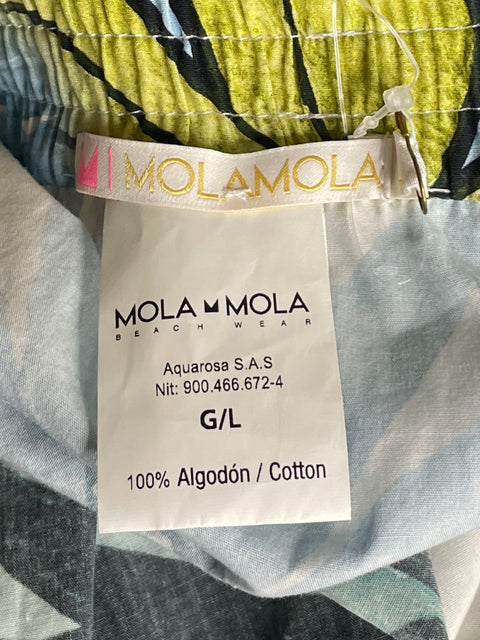 M | MOLAMOLA
MOLA MOLA
BEACH WEAR
Aquarosa S.A.S
Nit: 900.466.672-4
G/L
100% Algodón / Cotton